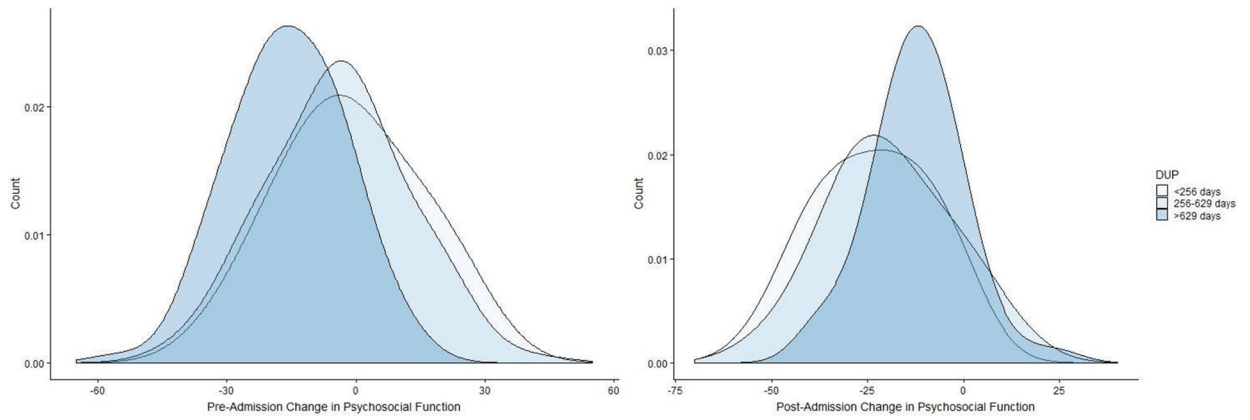 Count
0.02
0.01
0.00
-60
-30
0
30
60
Pre-Admission Change in Psychosocial Function
Count
0.03
0.02
0.01
0.00
-75
-50
-25
0
25
Post-Admission Change in Psychosocial Function
DUP
<256 days
256-629 days
>629 days